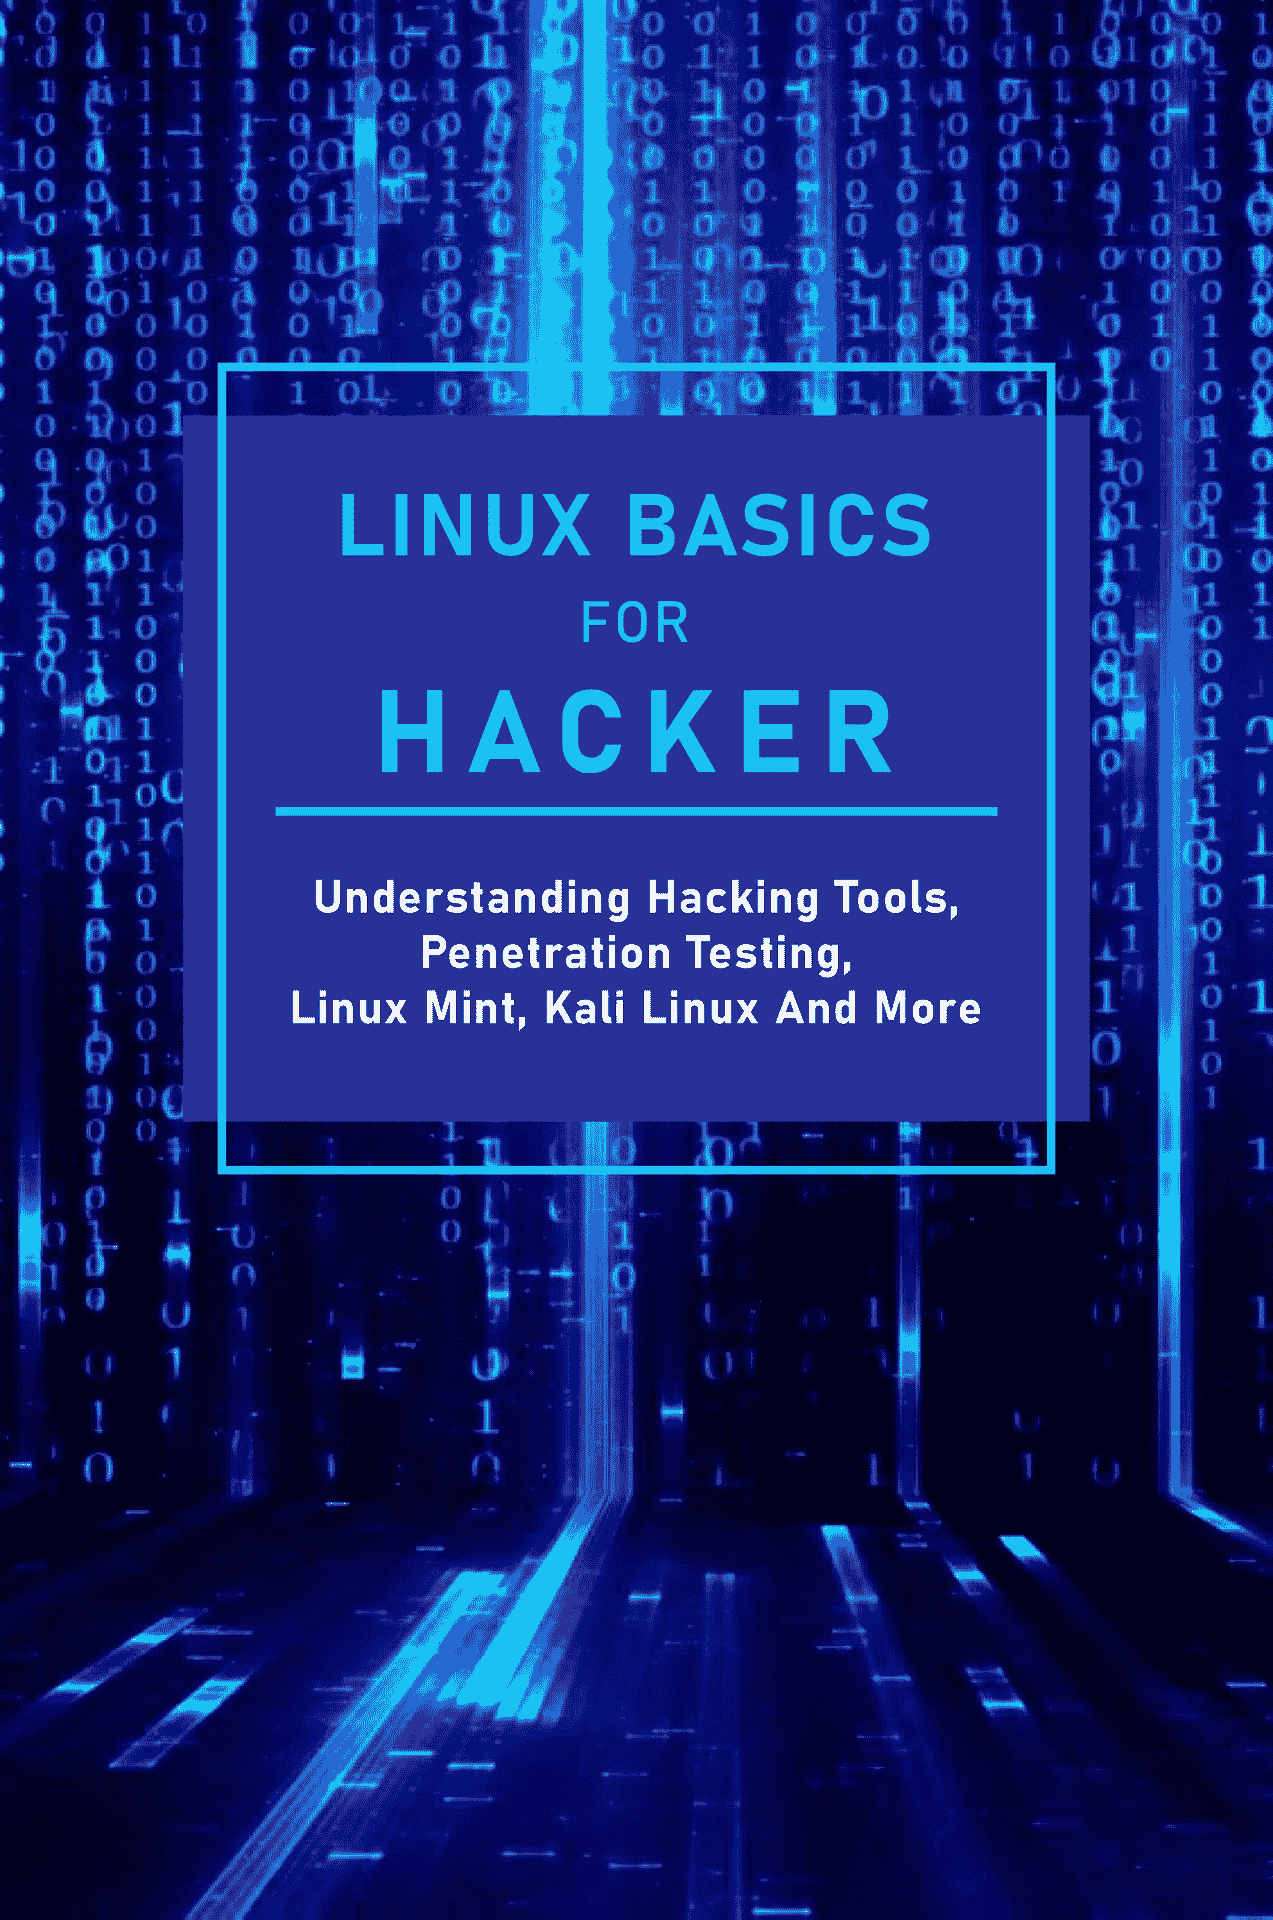 LINUX BASICS
FOR
HACKER
Understanding Hacking Tools,
Penetration Testing,
Linux Mint, Kali Linux And More